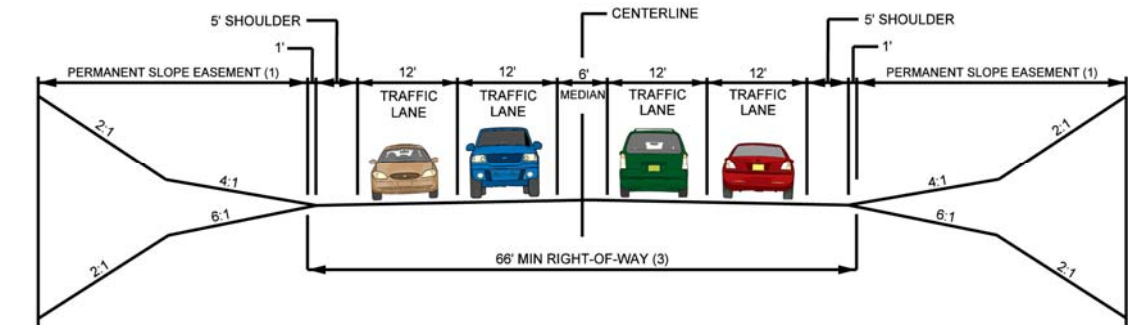 5' SHOULDER
CENTERLINE
5' SHOULDER
1'
1'
PERMANENT SLOPE EASEMENT (1)
12'
12'
6'
12'
12'
PERMANENT SLOPE EASEMENT (1)
TRAFFIC
LANE
TRAFFIC
LANE
MEDIAN
TRAFFIC
LANE
TRAFFIC
LANE
2:1
2:1
4:1
4:1
6:1
6:1
2:1
2:1
66' MIN RIGHT-OF-WAY (3)